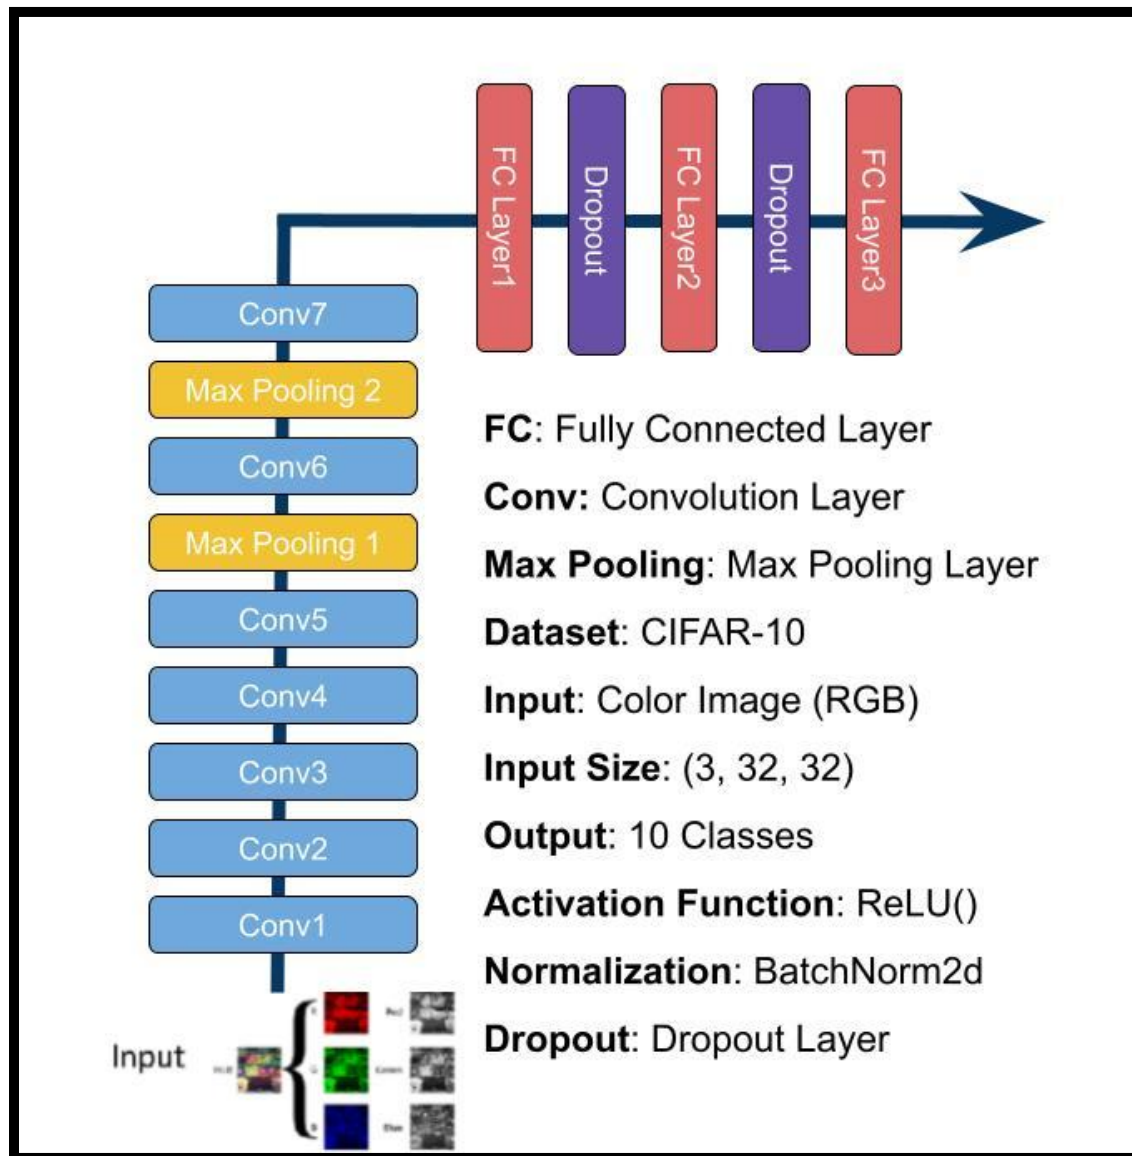 FC Layer1
Dropout
FC Layer2
Dropout
FC Layer3
Conv7
Max Pooling 2
Conv6
Max Pooling 1
Conv5
Conv4
Conv3
Conv2
Conv1
FC: Fully Connected Layer
Conv: Convolution Layer
Max Pooling: Max Pooling Layer
Dataset: CIFAR-10
Input: Color Image (RGB)
Input Size: (3, 32, 32)
Output: 10 Classes
Activation Function: ReLU()
Normalization: BatchNorm2d
Dropout: Dropout Layer
Input